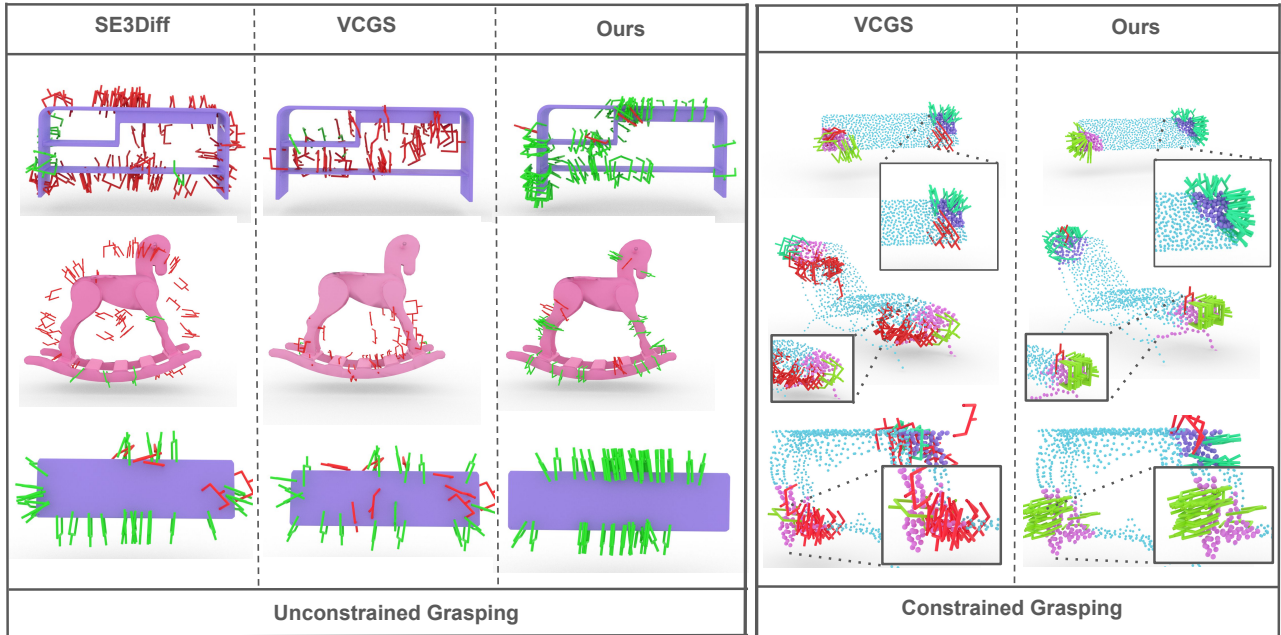 SE3Diff
VCGS
Ours
VCGS
Ours
Unconstrained Grasping
Constrained Grasping